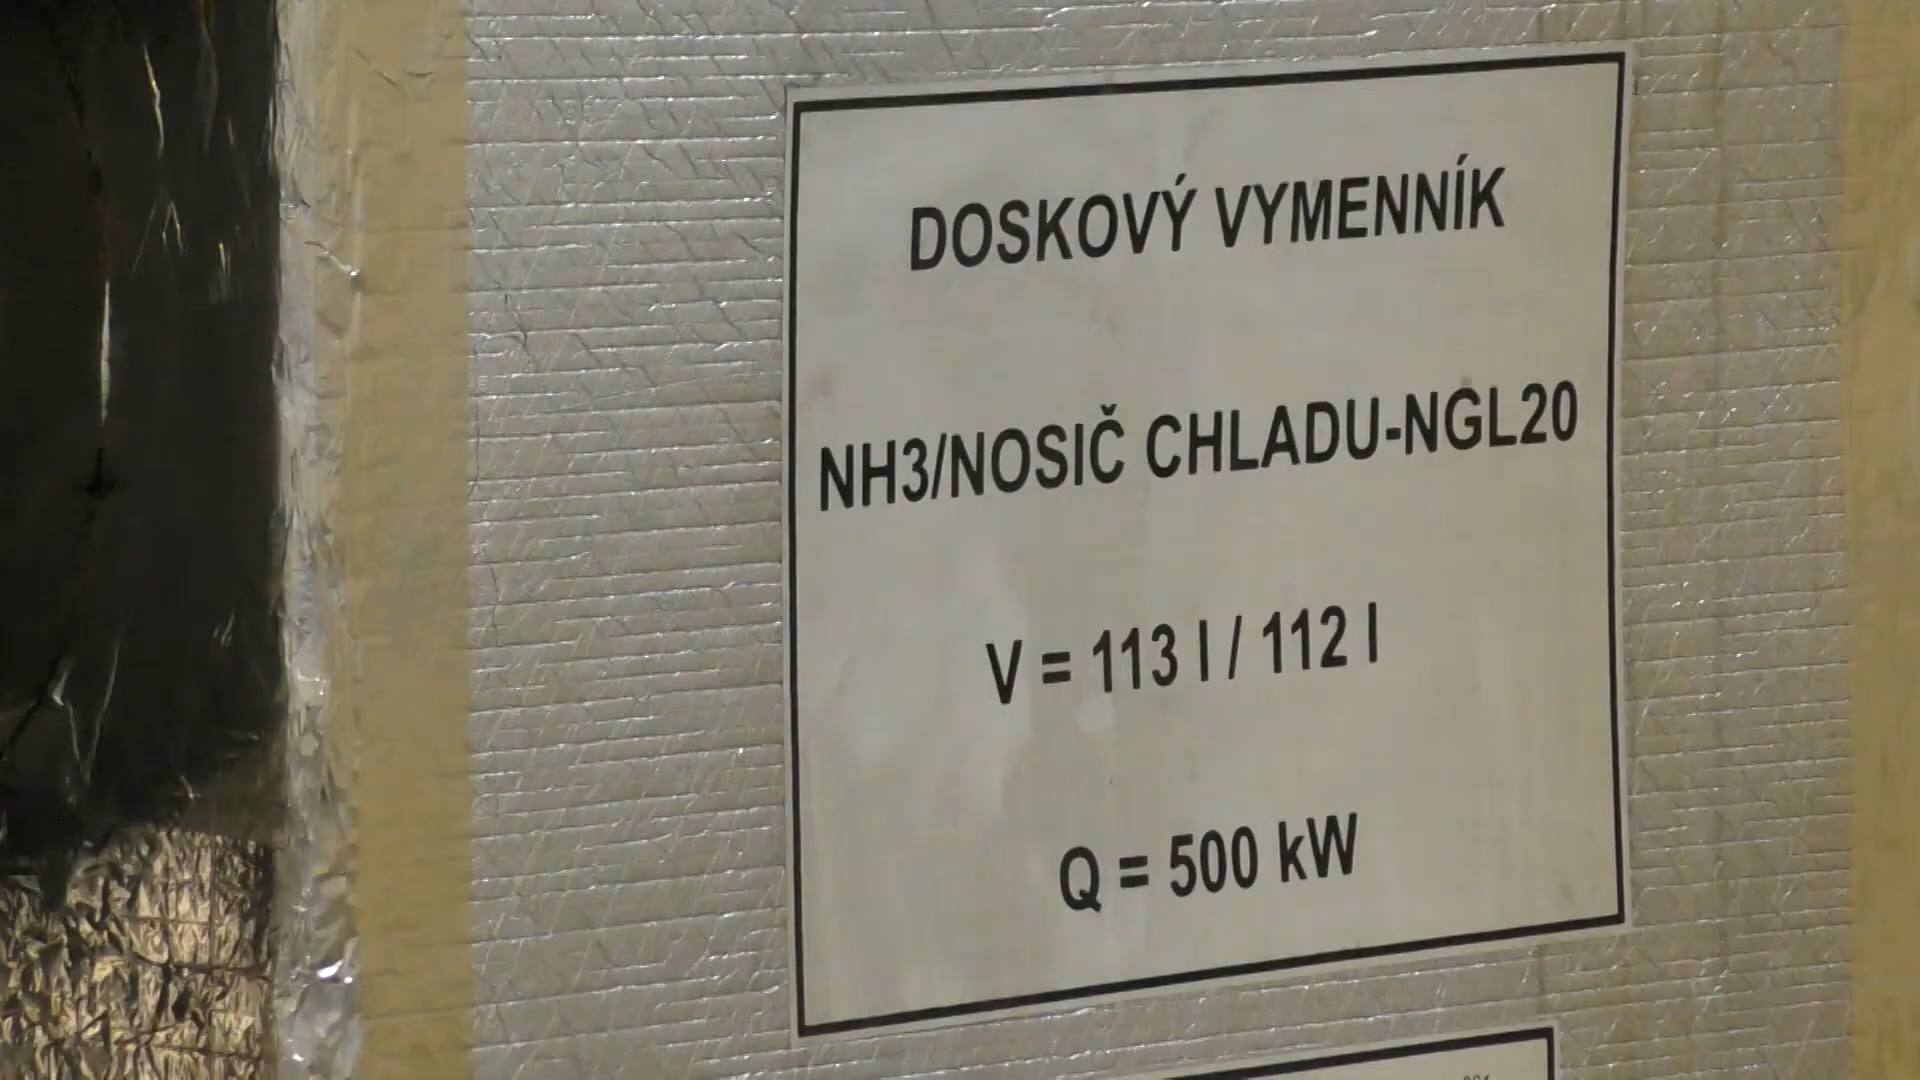 DOSKOVÝ VYMENNÍK
NH3/NOSIČ CHLADU-NGL20
V = 113 l / 112 l
Q = 500 kW